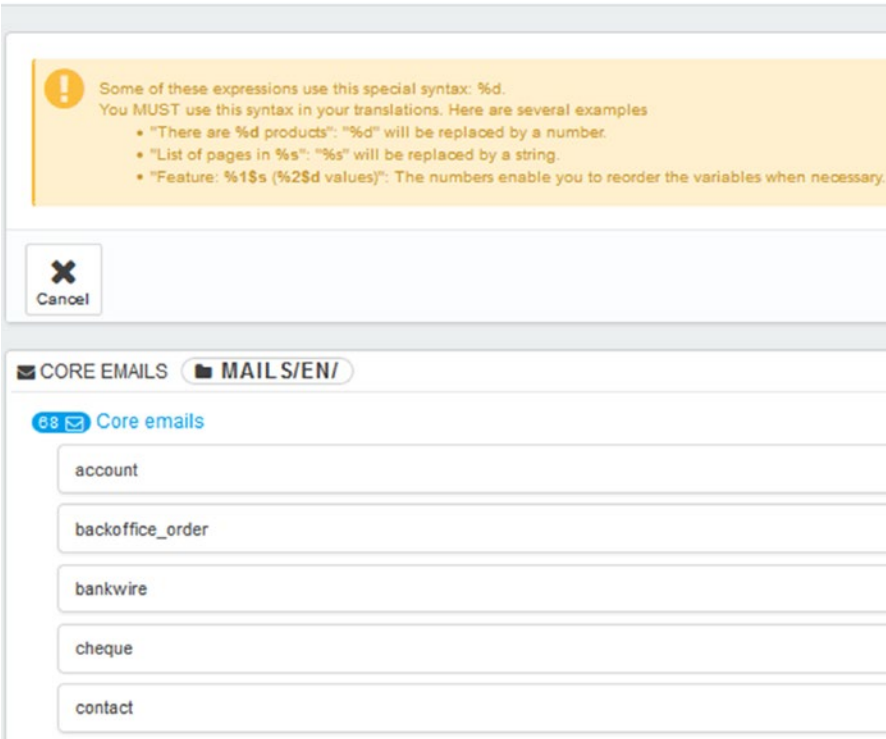 Some of these expressions use this special syntax: %d.
You MUST use this syntax in your translations. Here are several examples
• "There are %d products": "%d" will be replaced by a number.
• "List of pages in %s": "%s" will be replaced by a string.
• "Feature: %1$s (%2$d values)": The numbers enable you to reorder the variables when necessary.
Cancel
CORE EMAILS MAILS/EN/
68 Core emails
account
backoffice_order
bankwire
cheque
contact